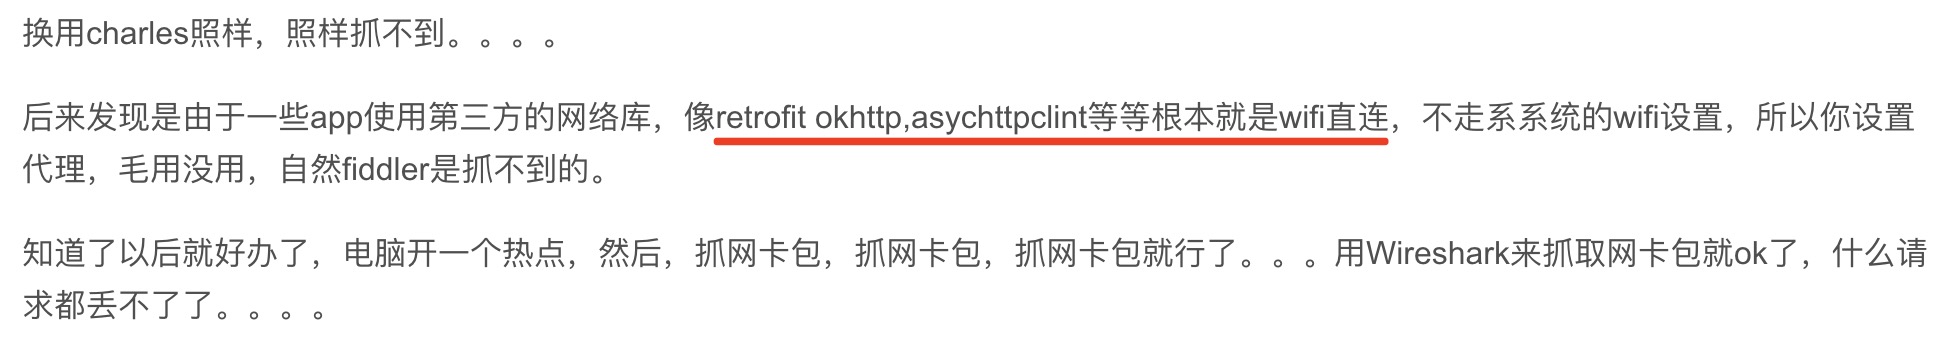 换用charles照样，照样抓不到。。。。
后来发现是由于一些app使用第三方的网络库，像retrofit okhttp,asychttpclint等等根本就是wifi直连，不走系系统的wifi设置，所以你设置
代理，毛用没用，自然fiddler是抓不到的。
知道了以后就好办了，电脑开一个热点，然后，抓网卡包，抓网卡包，抓网卡包就行了。。。用Wireshark来抓取网卡包就ok了，什么请
求都丢不了了。。。。